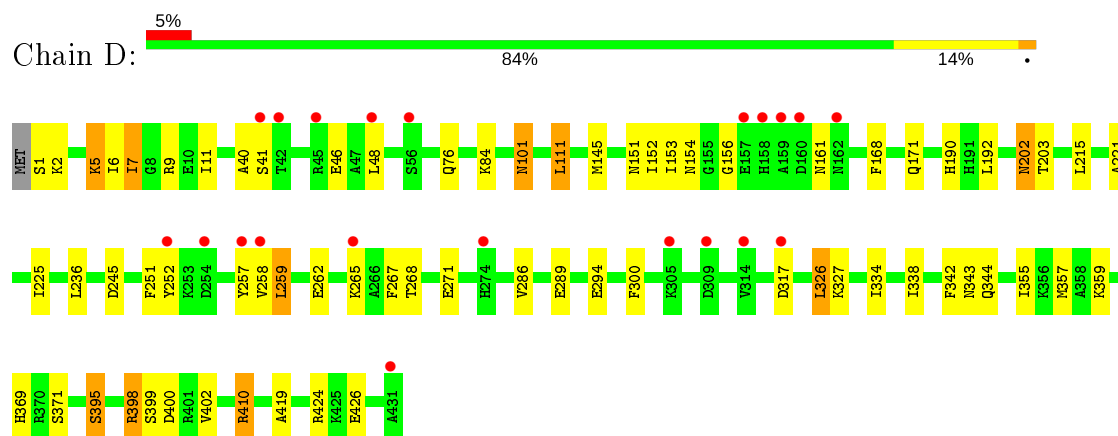 5%
Chain D:
84% 14% •
MET S1 K2 K5 I6 I7 G8 R9 E10 I11 A40 S41 T42 R45 E46 A47 L48 S56 Q76 K84 N101 L111 M145 N151 I152 I153 N154 G155 G156 E157 H158 A159 D160 N161 N162 F168 Q171 H190 H191 L192 N202 T203 L215 A221
I225 L236 D245 F251 Y252 K253 D254 Y257 V258 L259 E262 K265 A266 F267 T268 E271 H274 V286 E289 E294 F300 K305 D309 V314 D317 L326 K327 I334 I338 F342 N343 Q344 I355 K356 M357 A358 K359
H369 R370 S371 S395 R398 S399 D400 R401 V402 R410 A419 R424 K425 E426 A431